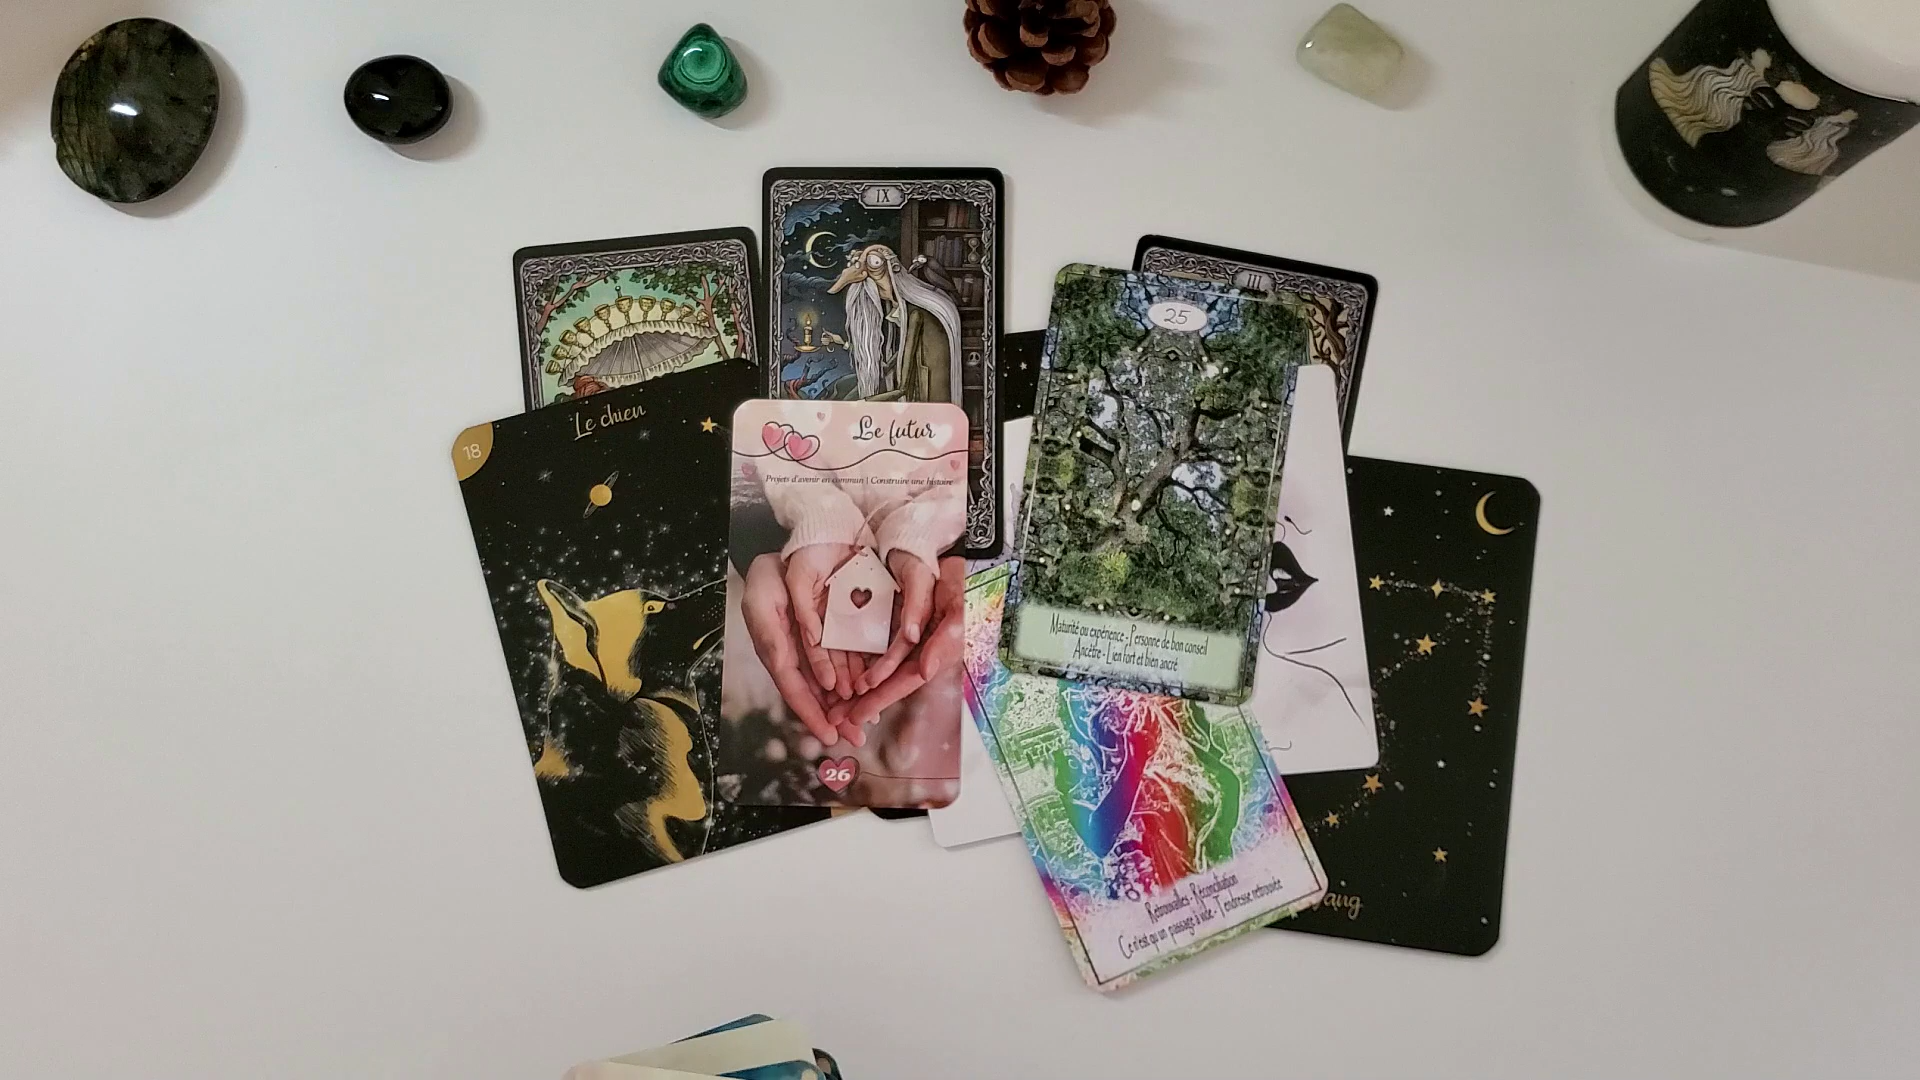 IX
III
25
Le chien
18
Le futur
Projets d'avenir en commun | Construire une histoire
Maturité ou expérience - Personne de bon conseil
Ancêtre - Lien fort et bien ancré
26
Retrouvailles - Réconciliation
Ce n'est qu'un passage à vide - Tendresse retrouvée